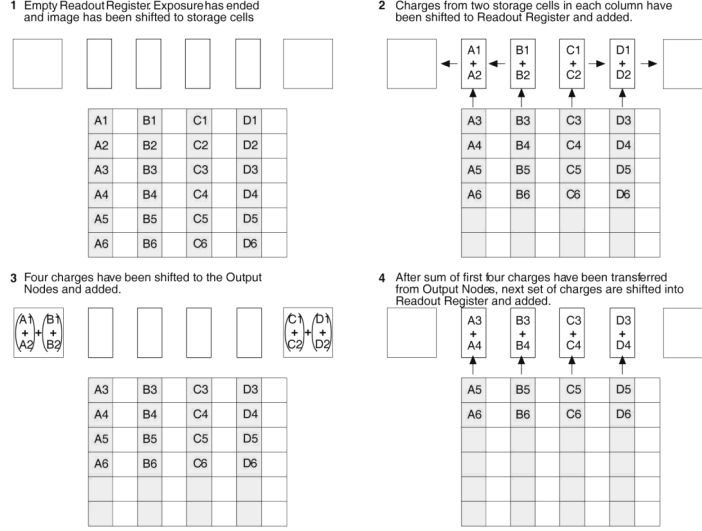 1 Empty Readout Register. Exposure has ended
and image has been shifted to storage cells
A1 B1 C1 D1
A2 B2 C2 D2
A3 B3 C3 D3
A4 B4 C4 D4
A5 B5 C5 D5
A6 B6 C6 D6
2 Charges from two storage cells in each column have
been shifted to Readout Register and added.
A1 B1 C1 D1
+ + + +
A2 B2 C2 D2
A3 B3 C3 D3
A4 B4 C4 D4
A5 B5 C5 D5
A6 B6 C6 D6
3 Four charges have been shifted to the Output
Nodes and added.
(A1 + A2) + (B1 + B2) (C1 + C2) + (D1 + D2)
A3 B3 C3 D3
A4 B4 C4 D4
A5 B5 C5 D5
A6 B6 C6 D6
4 After sum of first four charges have been transferred
from Output Nodes, next set of charges are shifted into
Readout Register and added.
A3 B3 C3 D3
+ + + +
A4 B4 C4 D4
A5 B5 C5 D5
A6 B6 C6 D6